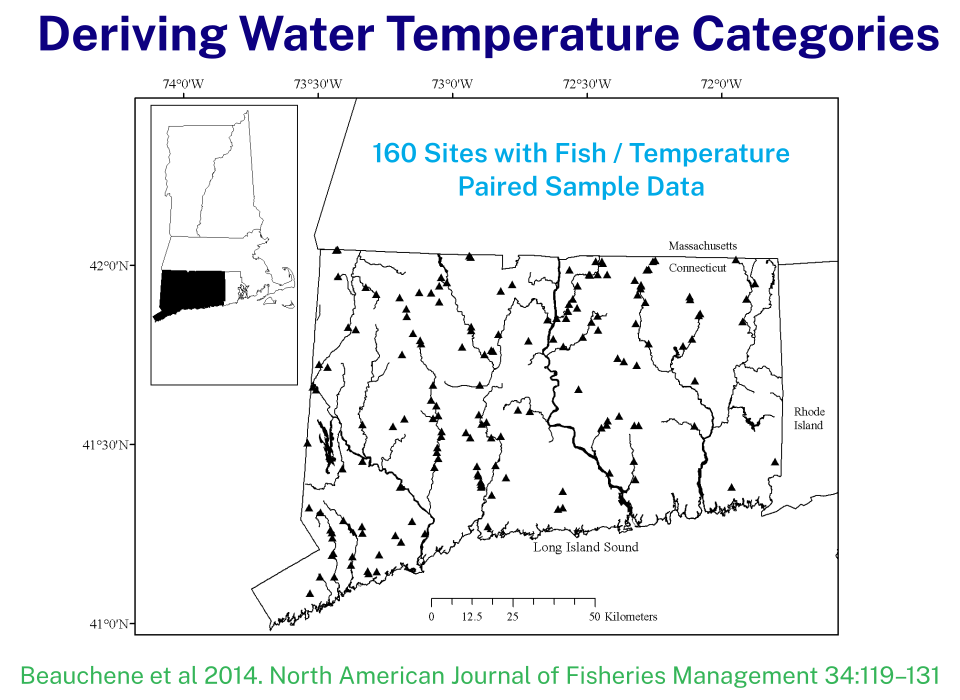 Deriving Water Temperature Categories
74°0'W 73°30'W 73°0'W 72°30'W 72°0'W
160 Sites with Fish / Temperature
Paired Sample Data
Massachusetts
42°0'N
Connecticut
Rhode
Island
41°30'N
Long Island Sound
0 12.5 25 50 Kilometers
41°0'N
Beauchene et al 2014. North American Journal of Fisheries Management 34:119–131